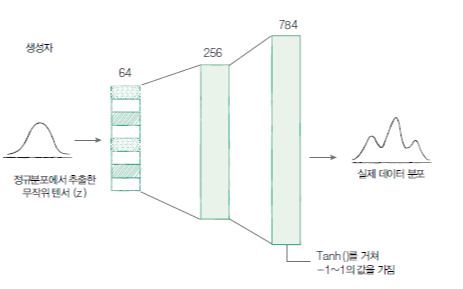 생성자
64
256
784
정규분포에서 추출한
무작위 텐서 (z)
실제 데이터 분포
Tanh()를 거쳐
-1~1의 값을 가짐